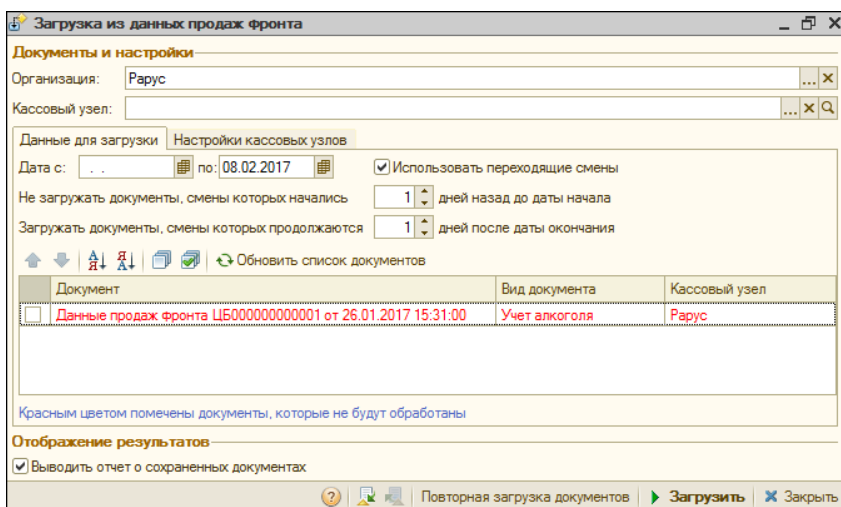 Загрузка из данных продаж фронта
Документы и настройки
Организация: Рарус
Кассовый узел:
Данные для загрузки Настройки кассовых узлов
Дата с: . . по: 08.02.2017 Использовать переходящие смены
Не загружать документы, смены которых начались 1 дней назад до даты начала
Загружать документы, смены которых продолжаются 1 дней после даты окончания
Обновить список документов
Документ Вид документа Кассовый узел
Данные продаж фронта ЦБ000000000001 от 26.01.2017 15:31:00 Учет алкоголя Рарус
Красным цветом помечены документы, которые не будут обработаны
Отображение результатов
Выводить отчет о сохраненных документах
Повторная загрузка документов Загрузить Закрыть